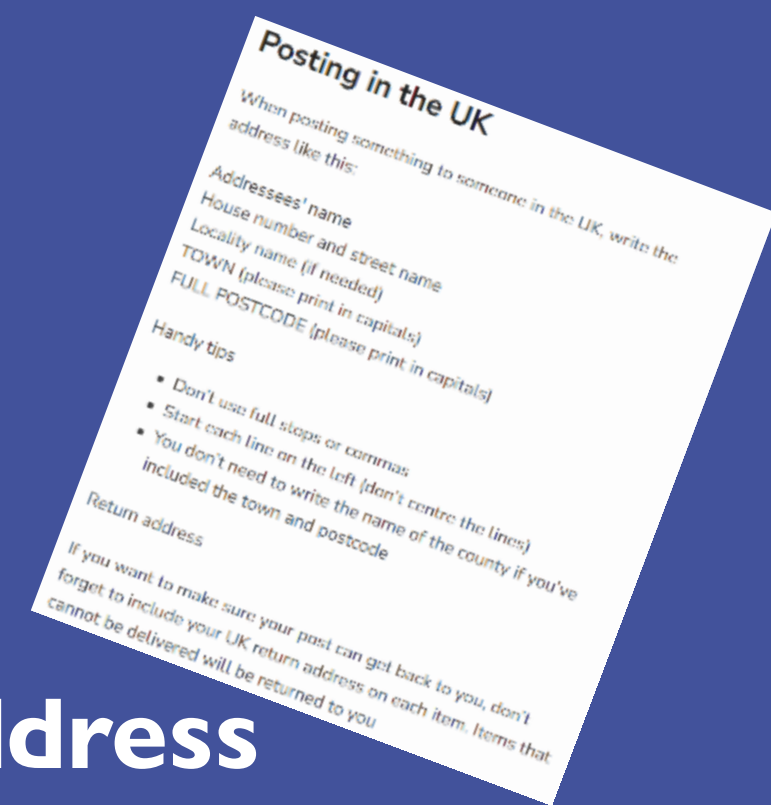 Posting in the UK
When posting something to someone in the UK, write the
address like this:
Addressees' name
House number and street name
Locality name (if needed)
TOWN (please print in capitals)
FULL POSTCODE (please print in capitals)
Handy tips
• Don't use full stops or commas
• Start each line on the left (don't centre the lines)
• You don't need to write the name of the county if you've
included the town and postcode
Return address
If you want to make sure your post can get back to you, don't
forget to include your UK return address on each item. Items that
cannot be delivered will be returned to you
ddress